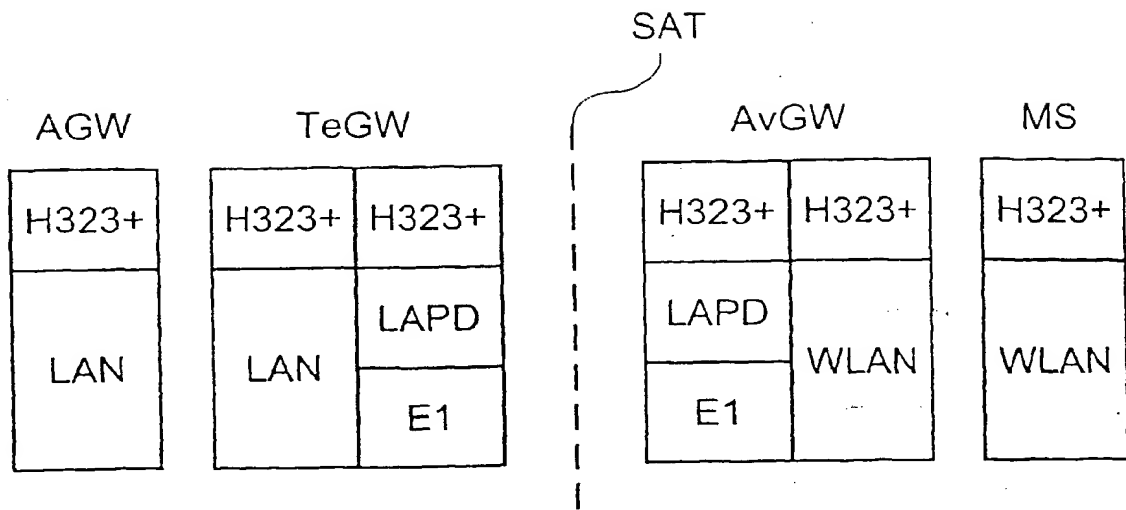 SAT
AGW TeGW AvGW MS
H323+ H323+ H323+ H323+ H323+ H323+
LAPD LAPD
LAN LAN WLAN WLAN
E1 E1